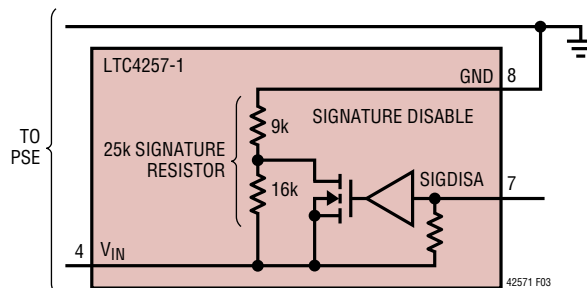 LTC4257-1
GND
8
9k
SIGNATURE DISABLE
TO
PSE
25k SIGNATURE
RESISTOR
16k
SIGDISA
7
4
VIN
42571 F03